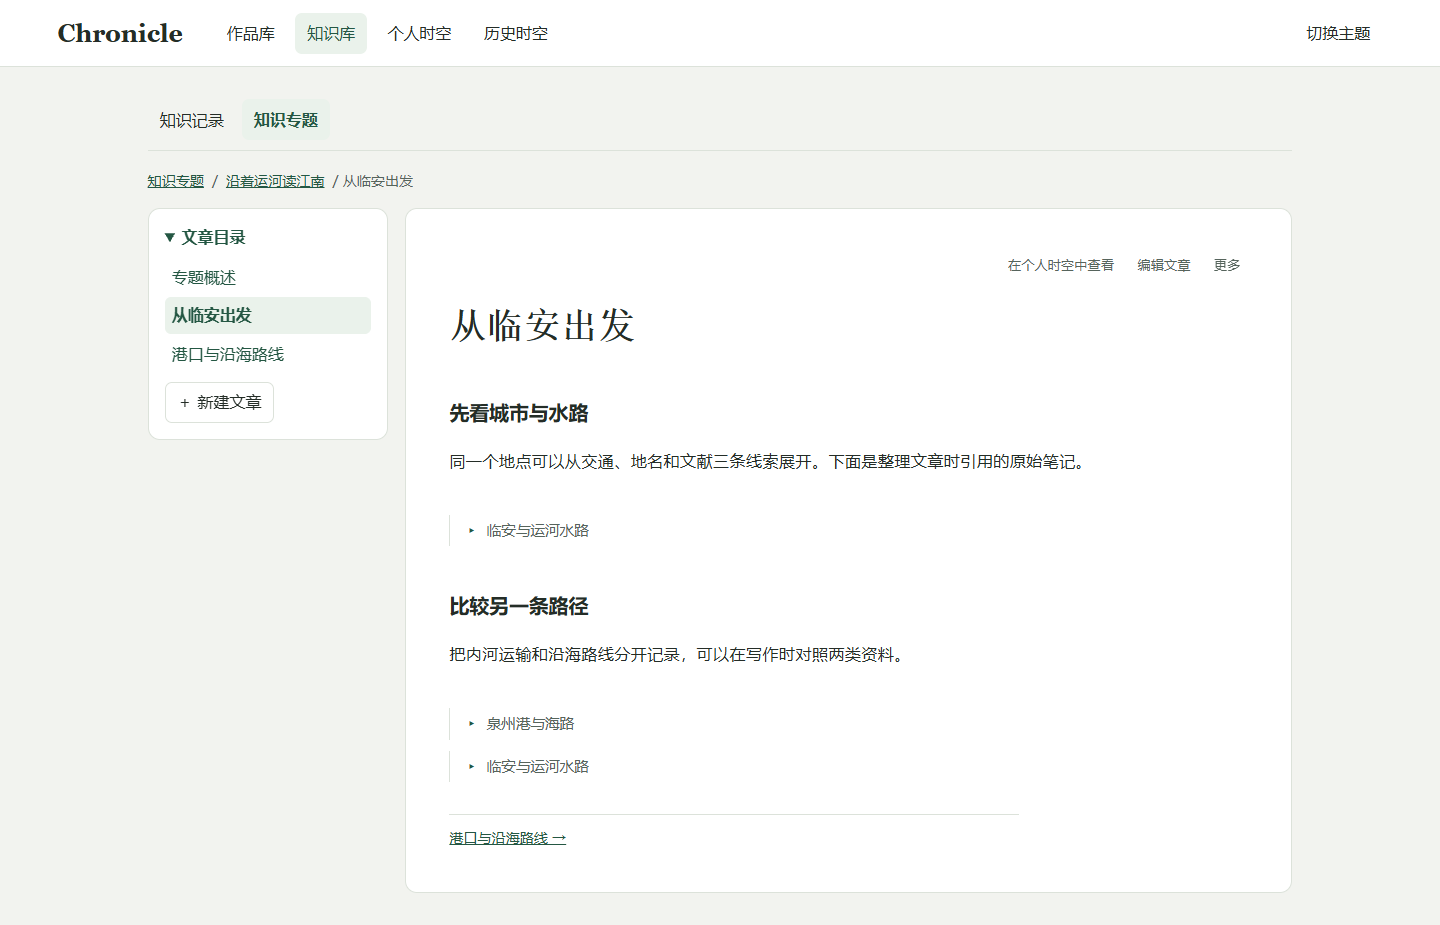 Chronicle 作品库 知识库 个人时空 历史时空 切换主题
知识记录 知识专题
知识专题 / 沿着运河读江南 / 从临安出发
▼ 文章目录
专题概述
从临安出发
港口与沿海路线
+ 新建文章
在个人时空中查看 编辑文章 更多
从临安出发
先看城市与水路
同一个地点可以从交通、地名和文献三条线索展开。下面是整理文章时引用的原始笔记。
▸ 临安与运河水路
比较另一条路径
把内河运输和沿海路线分开记录，可以在写作时对照两类资料。
▸ 泉州港与海路
▸ 临安与运河水路
港口与沿海路线 →